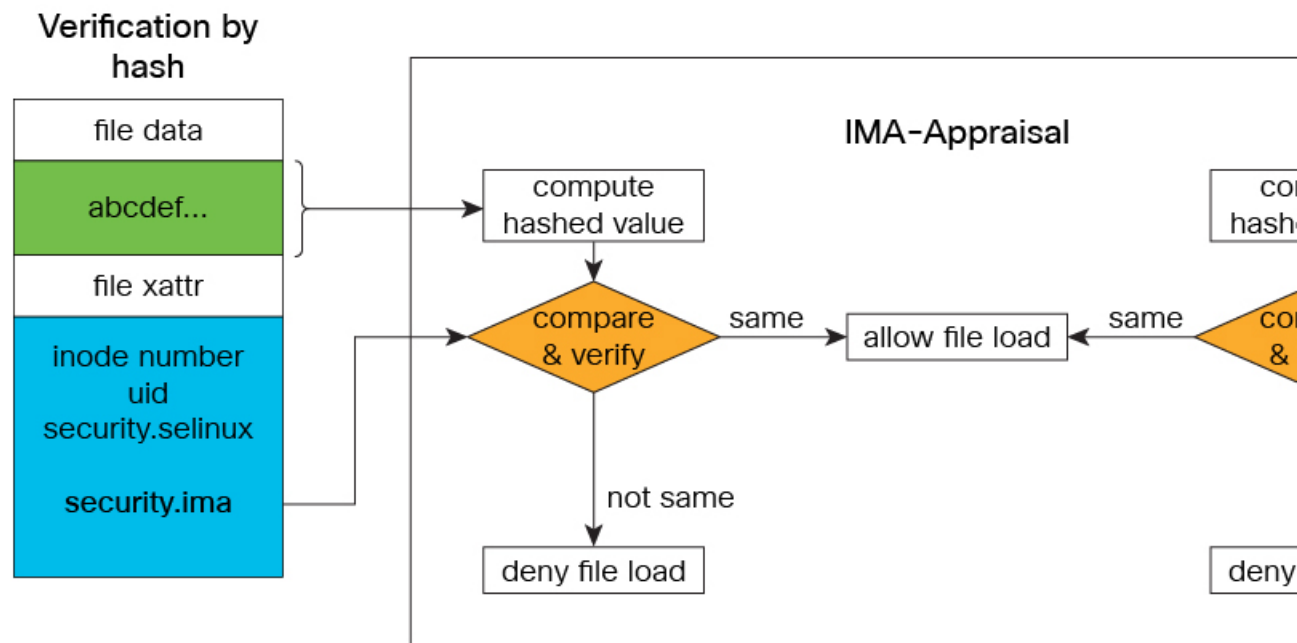 Verification by
hash
file data
abcdef...
file xattr
inode number
uid
security.selinux
security.ima
IMA-Appraisal
compute
hashed value
compare
& verify
same
allow file load
same
not same
deny file load
&
deny